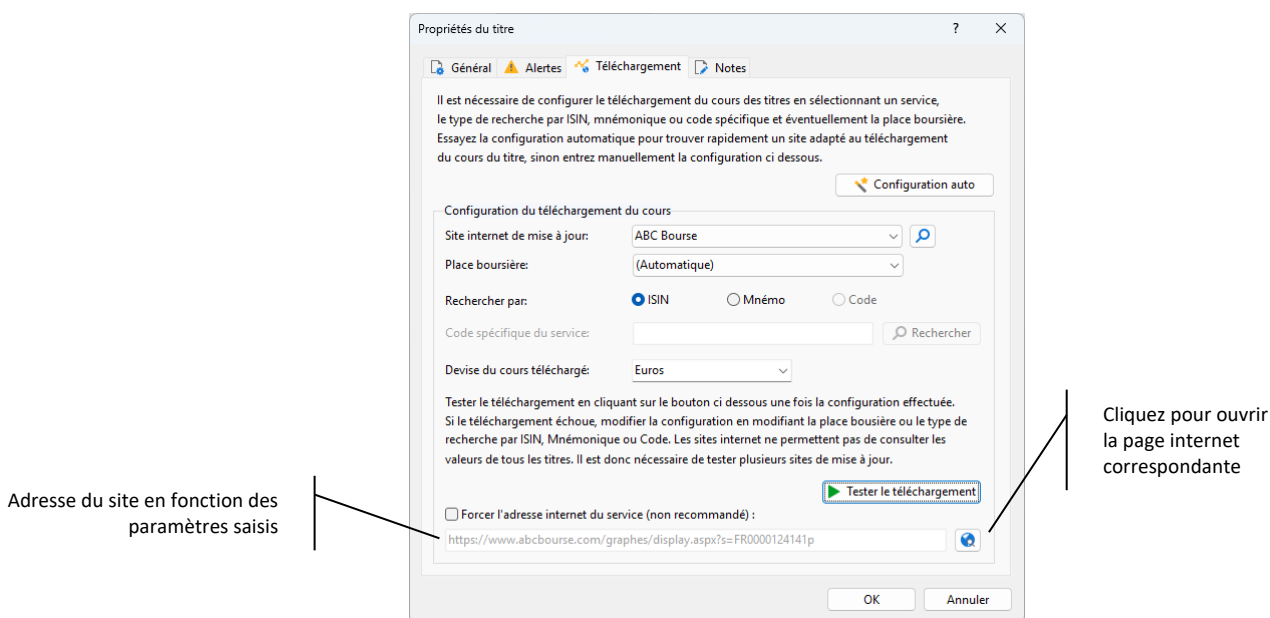 Propriétés du titre ?
Général Alertes Téléchargement Notes
Il est nécessaire de configurer le téléchargement du cours des titres en sélectionnant un service,
le type de recherche par ISIN, mnémonique ou code spécifique et éventuellement la place boursière.
Essayez la configuration automatique pour trouver rapidement un site adapté au téléchargement
du cours du titre, sinon entrez manuellement la configuration ci dessous.
Configuration auto
Configuration du téléchargement du cours
Site internet de mise à jour: ABC Bourse
Place boursière: (Automatique)
Rechercher par: ISIN Mnémo Code
Code spécifique du service: Rechercher
Devise du cours téléchargé: Euros
Tester le téléchargement en cliquant sur le bouton ci dessous une fois la configuration effectuée.
Si le téléchargement échoue, modifier la configuration en modifiant la place bousière ou le type de
recherche par ISIN, Mnémonique ou Code. Les sites internet ne permettent pas de consulter les
valeurs de tous les titres. Il est donc nécessaire de tester plusieurs sites de mise à jour.
Tester le téléchargement
Forcer l'adresse internet du service (non recommandé) :
https://www.abcbourse.com/graphes/display.aspx?s=FR0000124141p
OK Annuler
Adresse du site en fonction des
paramètres saisis
Cliquez pour ouvrir
la page internet
correspondante